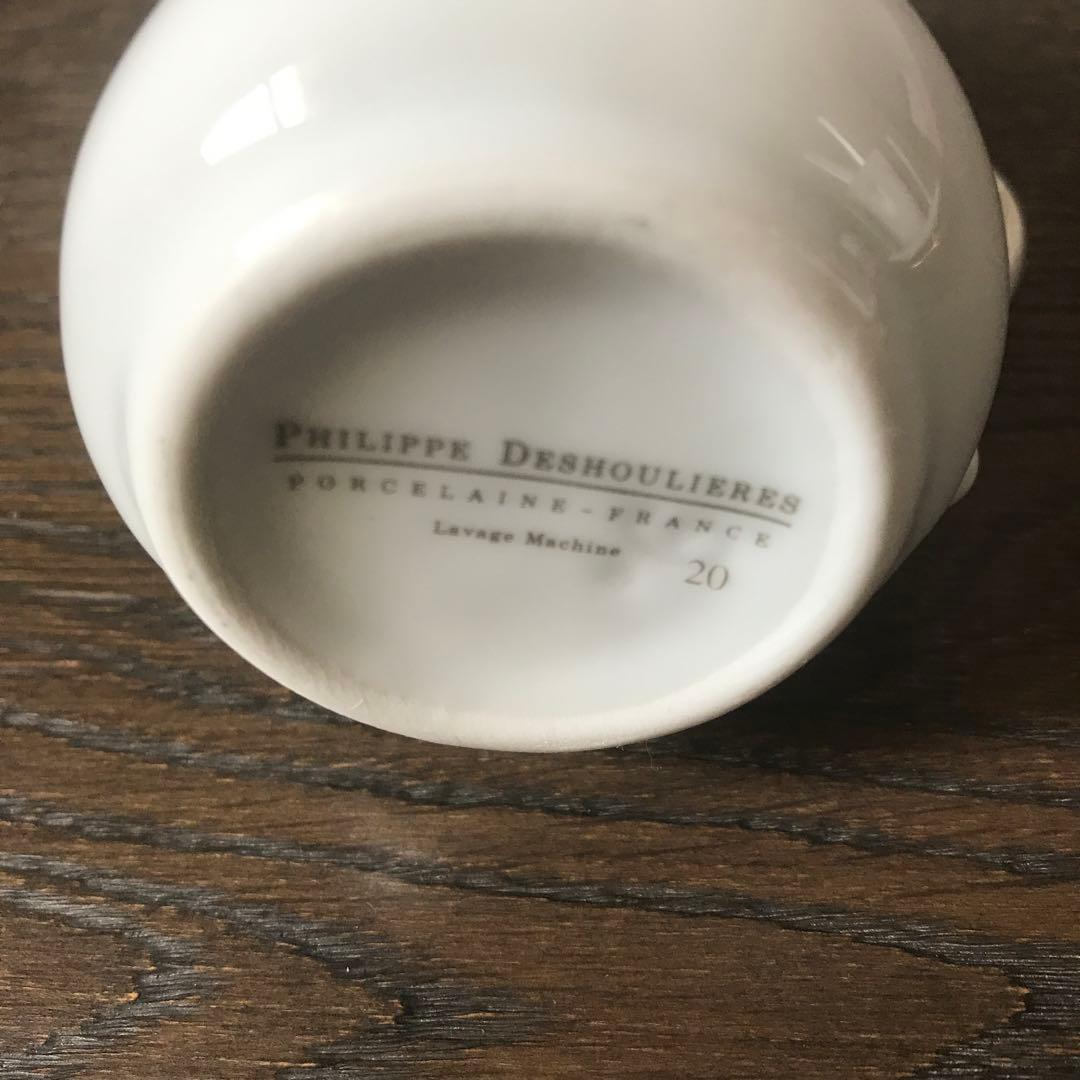 PHILIPPE DESHOULIERES
PORCELAINE-FRANCE
Lavage Machine
20